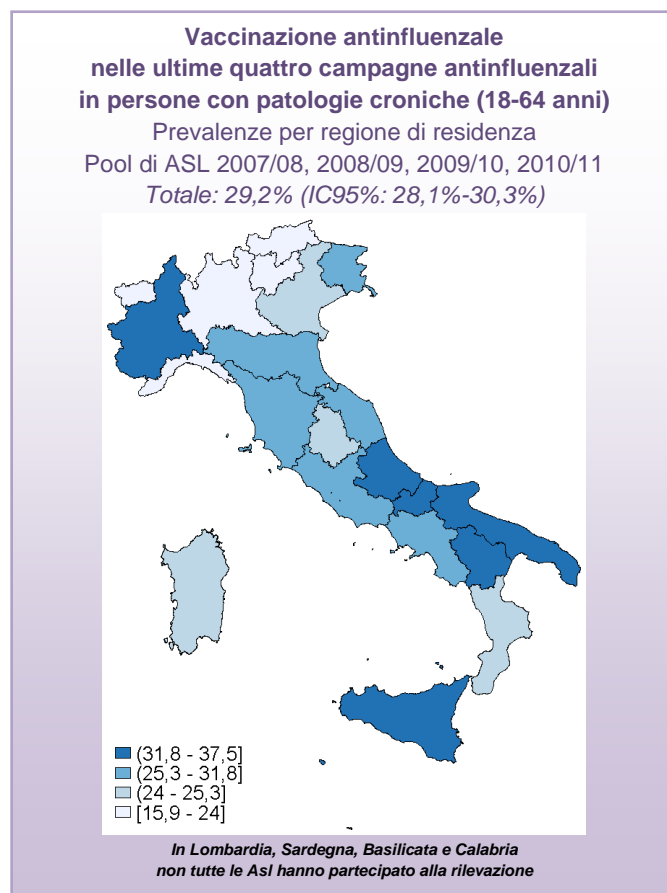 Vaccinazione antinfluenzale
nelle ultime quattro campagne antinfluenzali
in persone con patologie croniche (18-64 anni)
Prevalenze per regione di residenza
Pool di ASL 2007/08, 2008/09, 2009/10, 2010/11
Totale: 29,2% (IC95%: 28,1%-30,3%)
(31,8 - 37,5]
(25,3 - 31,8]
(24 - 25,3]
[15,9 - 24]
In Lombardia, Sardegna, Basilicata e Calabria
non tutte le Asl hanno partecipato alla rilevazione